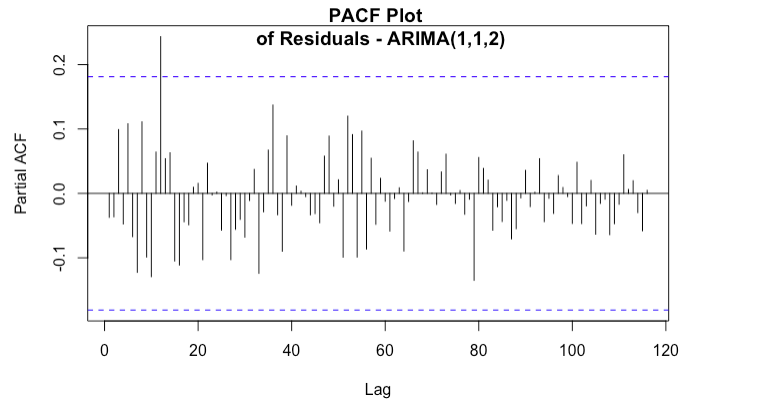 PACF Plot
of Residuals - ARIMA(1,1,2)
Partial ACF
0.2
0.1
0.0
-0.1
0 20 40 60 80 100 120
Lag